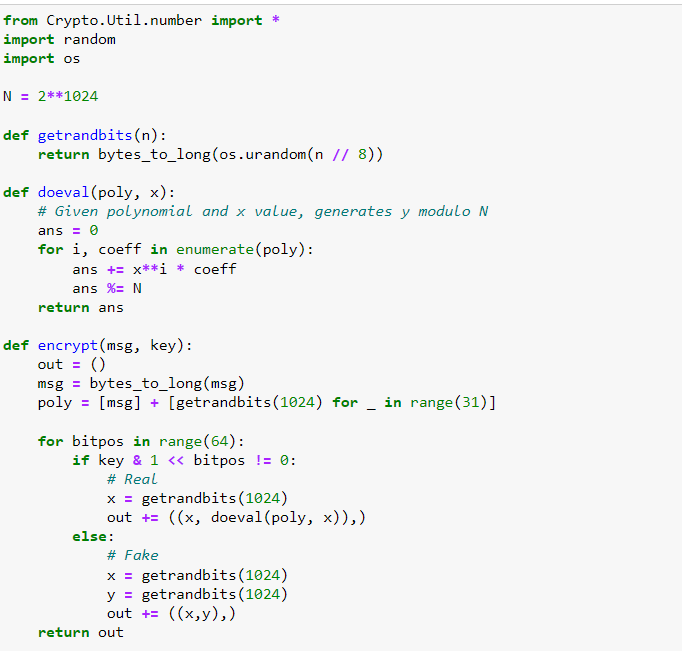 from Crypto.Util.number import *
import random
import os

N = 2**1024

def getrandbits(n):
    return bytes_to_long(os.urandom(n // 8))

def doeval(poly, x):
    # Given polynomial and x value, generates y modulo N
    ans = 0
    for i, coeff in enumerate(poly):
        ans += x**i * coeff
        ans %= N
    return ans

def encrypt(msg, key):
    out = ()
    msg = bytes_to_long(msg)
    poly = [msg] + [getrandbits(1024) for _ in range(31)]

    for bitpos in range(64):
        if key & 1 << bitpos != 0:
            # Real
            x = getrandbits(1024)
            out += ((x, doeval(poly, x)),)
        else:
            # Fake
            x = getrandbits(1024)
            y = getrandbits(1024)
            out += ((x,y),)
    return out